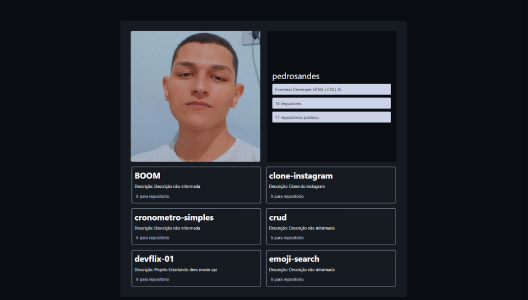 pedrosandes
Frontend Developer HTML | CSS | JS
16 Seguidores
17 repositórios públicos
BOOM
Descrição: Descrição não informada
Ir para repositório
clone-instagram
Descrição: Clone do instagram
Ir para repositório
cronometro-simples
Descrição: Descrição não informada
Ir para repositório
crud
Descrição: Descrição não informada
Ir para repositório
devflix-01
Descrição: Projeto Estartando devs movie api
Ir para repositório
emoji-search
Descrição: Descrição não informada
Ir para repositório